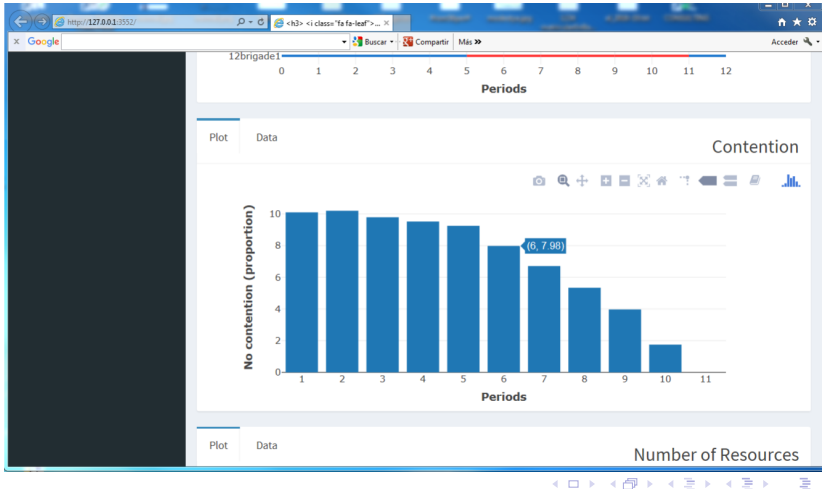 http://127.0.0.1:3552/
<h3> <i class="fa fa-leaf">... ×
x Google
Buscar
Compartir
Más »
Acceder
12brigade1
0 1 2 3 4 5 6 7 8 9 10 11 12
Periods
Plot Data
Contention
No contention (proportion)
10
8
6
4
2
0
(6, 7.98)
1 2 3 4 5 6 7 8 9 10 11
Periods
Plot Data
Number of Resources